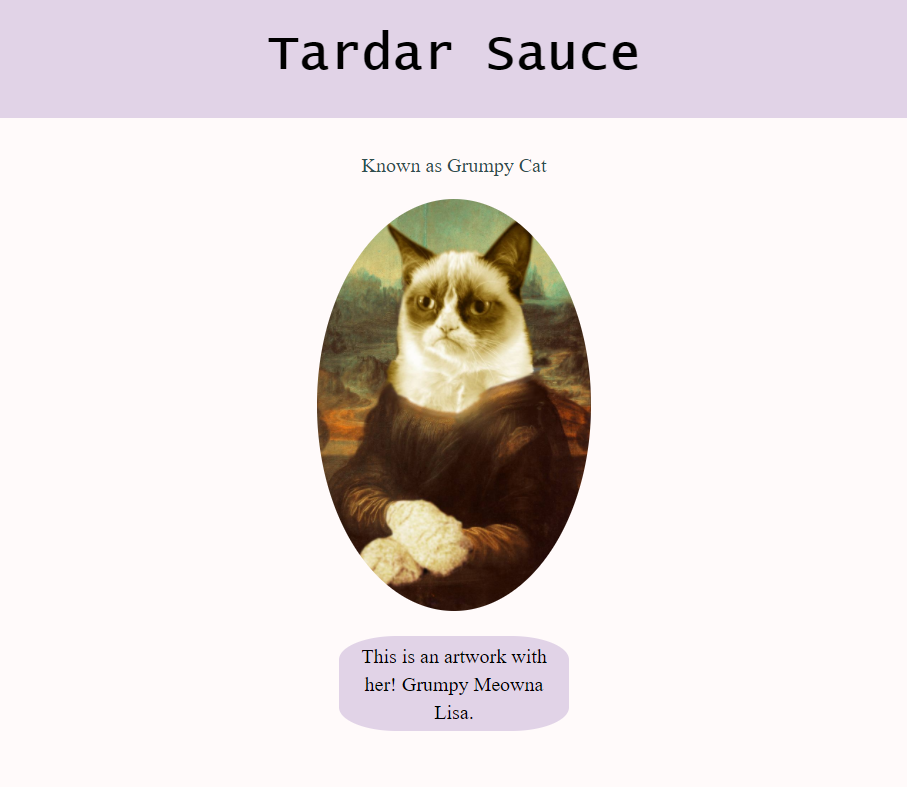 Tardar Sauce
Known as Grumpy Cat
This is an artwork with
her! Grumpy Meowna
Lisa.